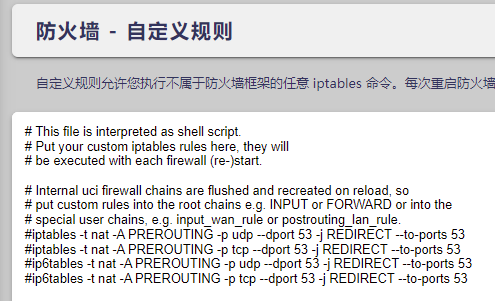 防火墙 - 自定义规则
自定义规则允许您执行不属于防火墙框架的任意 iptables 命令。每次重启防火墙
# This file is interpreted as shell script.
# Put your custom iptables rules here, they will
# be executed with each firewall (re-)start.
# Internal uci firewall chains are flushed and recreated on reload, so
# put custom rules into the root chains e.g. INPUT or FORWARD or into the
# special user chains, e.g. input_wan_rule or postrouting_lan_rule.
#iptables -t nat -A PREROUTING -p udp --dport 53 -j REDIRECT --to-ports 53
#iptables -t nat -A PREROUTING -p tcp --dport 53 -j REDIRECT --to-ports 53
#ip6tables -t nat -A PREROUTING -p udp --dport 53 -j REDIRECT --to-ports 53
#ip6tables -t nat -A PREROUTING -p tcp --dport 53 -j REDIRECT --to-ports 53